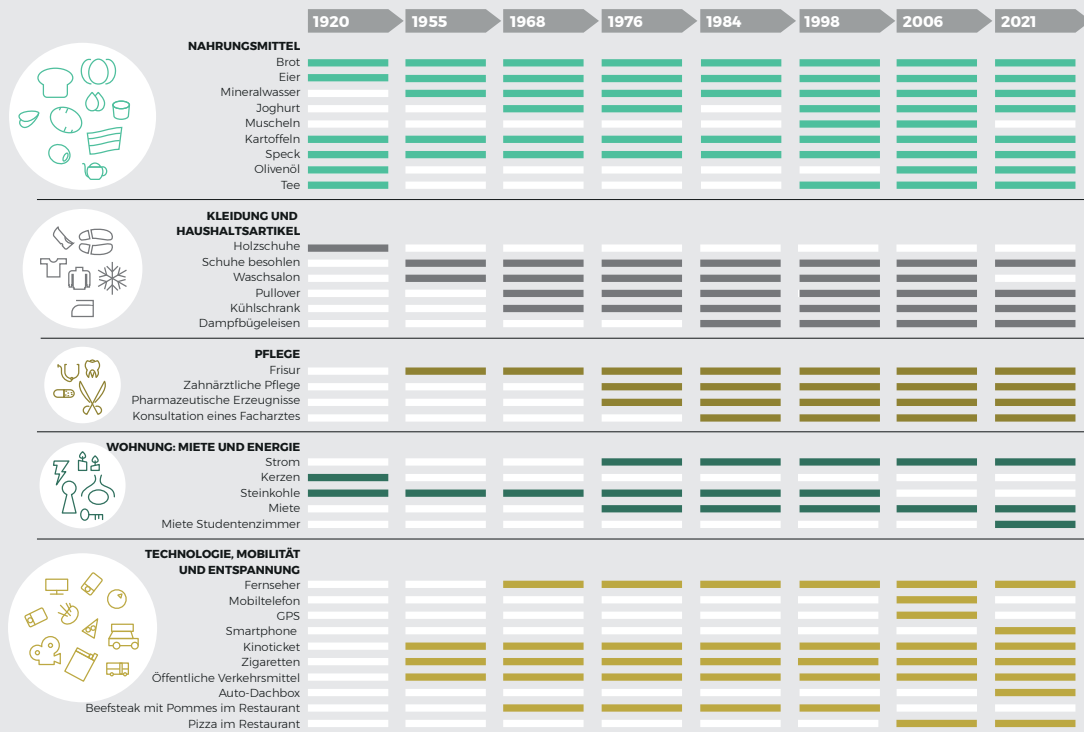 1920 1955 1968 1976 1984 1998 2006 2021
NAHRUNGSMITTEL
Brot
Eier
Mineralwasser
Joghurt
Muscheln
Kartoffeln
Speck
Olivenöl
Tee
KLEIDUNG UND
HAUSHALTSARTIKEL
Holzschuhe
Schuhe besohlen
Waschsalon
Pullover
Kühlschrank
Dampfbügeleisen
PFLEGE
Frisur
Zahnärztliche Pflege
Pharmazeutische Erzeugnisse
Konsultation eines Facharztes
WOHNUNG: MIETE UND ENERGIE
Strom
Kerzen
Steinkohle
Miete
Miete Studentenzimmer
TECHNOLOGIE, MOBILITÄT
UND ENTSPANNUNG
Fernseher
Mobiltelefon
GPS
Smartphone
Kinoticket
Zigaretten
Öffentliche Verkehrsmittel
Auto-Dachbox
Beefsteak mit Pommes im Restaurant
Pizza im Restaurant